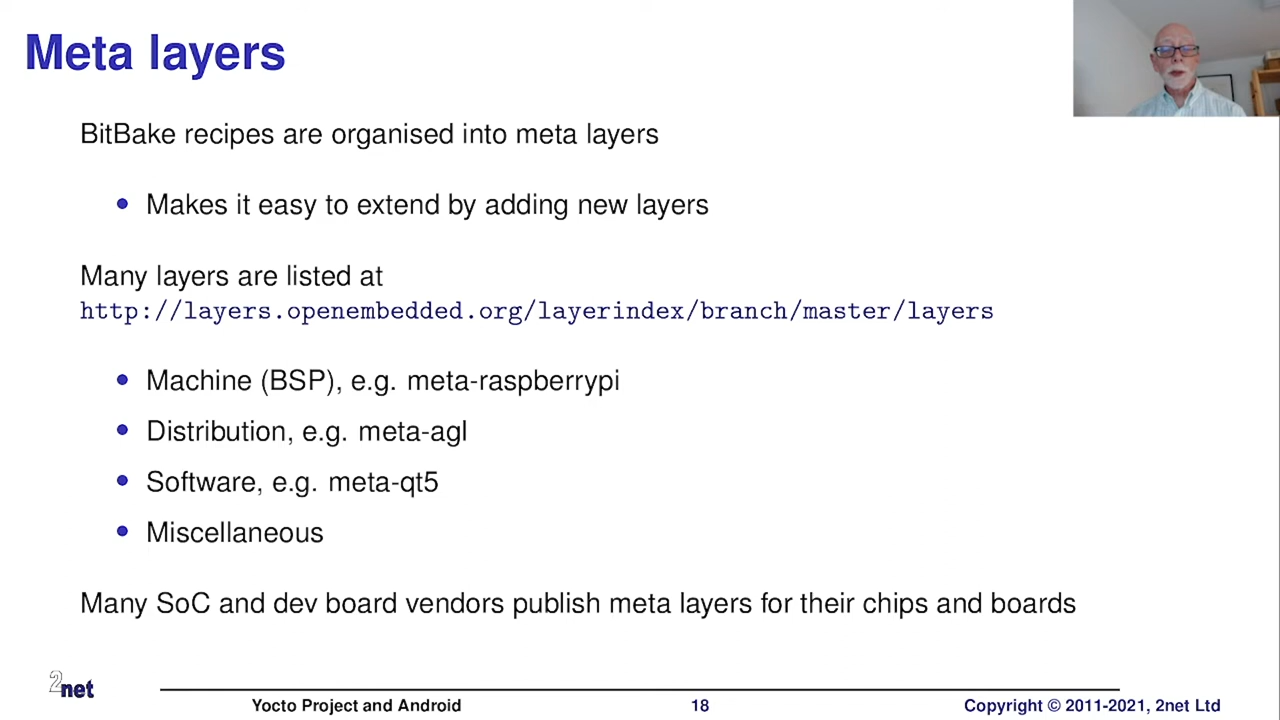 Meta layers
BitBake recipes are organised into meta layers
• Makes it easy to extend by adding new layers
Many layers are listed at
http://layers.openembedded.org/layerindex/branch/master/layers
• Machine (BSP), e.g. meta-raspberrypi
• Distribution, e.g. meta-agl
• Software, e.g. meta-qt5
• Miscellaneous
Many SoC and dev board vendors publish meta layers for their chips and boards
2net
Yocto Project and Android
18
Copyright © 2011-2021, 2net Ltd